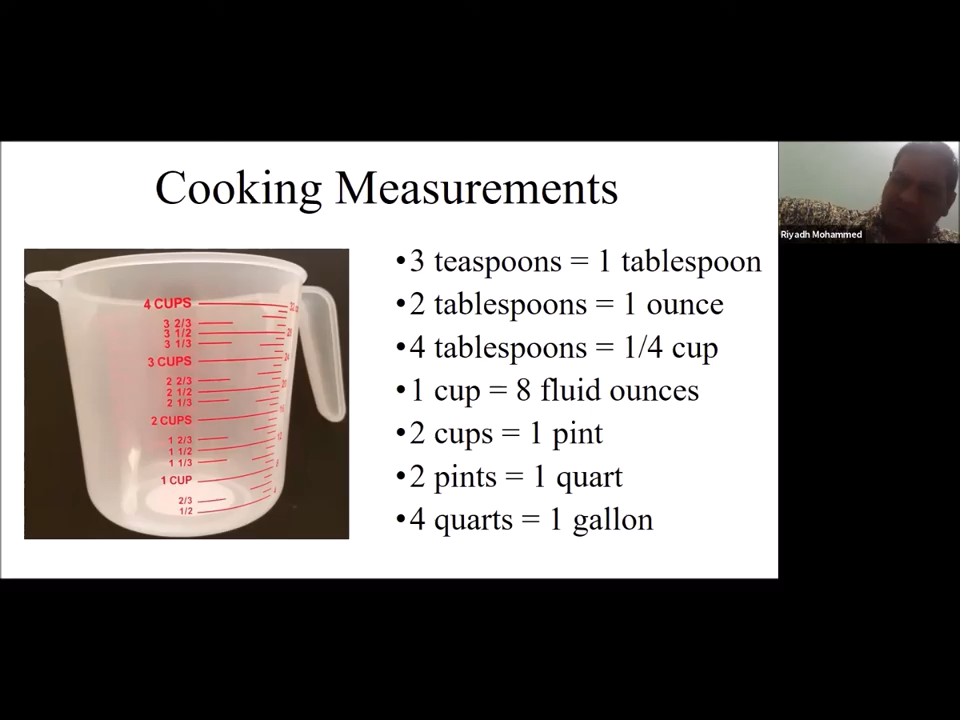 Cooking Measurements
4 CUPS
3 2/3
3 1/2
3 1/3
3 CUPS
2 2/3
2 1/2
2 1/3
2 CUPS
1 2/3
1 1/2
1 1/3
1 CUP
2/3
1/2
•3 teaspoons = 1 tablespoon
•2 tablespoons = 1 ounce
•4 tablespoons = 1/4 cup
•1 cup = 8 fluid ounces
•2 cups = 1 pint
•2 pints = 1 quart
•4 quarts = 1 gallon
Riyadh Mohammed